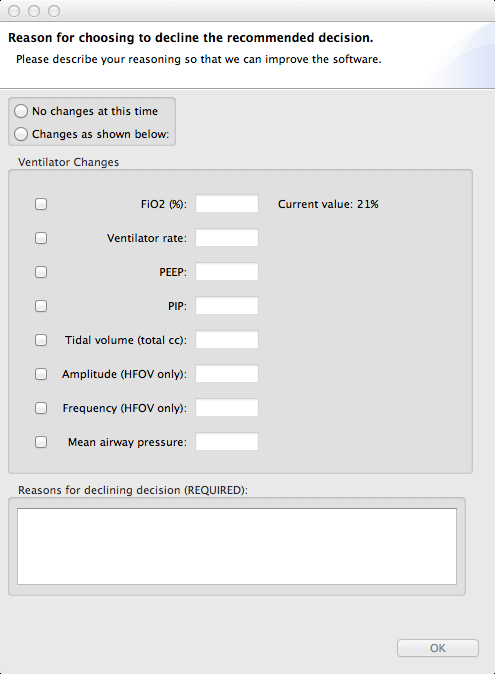 Reason for choosing to decline the recommended decision.
Please describe your reasoning so that we can improve the software.
No changes at this time
Changes as shown below:
Ventilator Changes
FiO2 (%): Current value: 21%
Ventilator rate:
PEEP:
PIP:
Tidal volume (total cc):
Amplitude (HFOV only):
Frequency (HFOV only):
Mean airway pressure:
Reasons for declining decision (REQUIRED):
OK